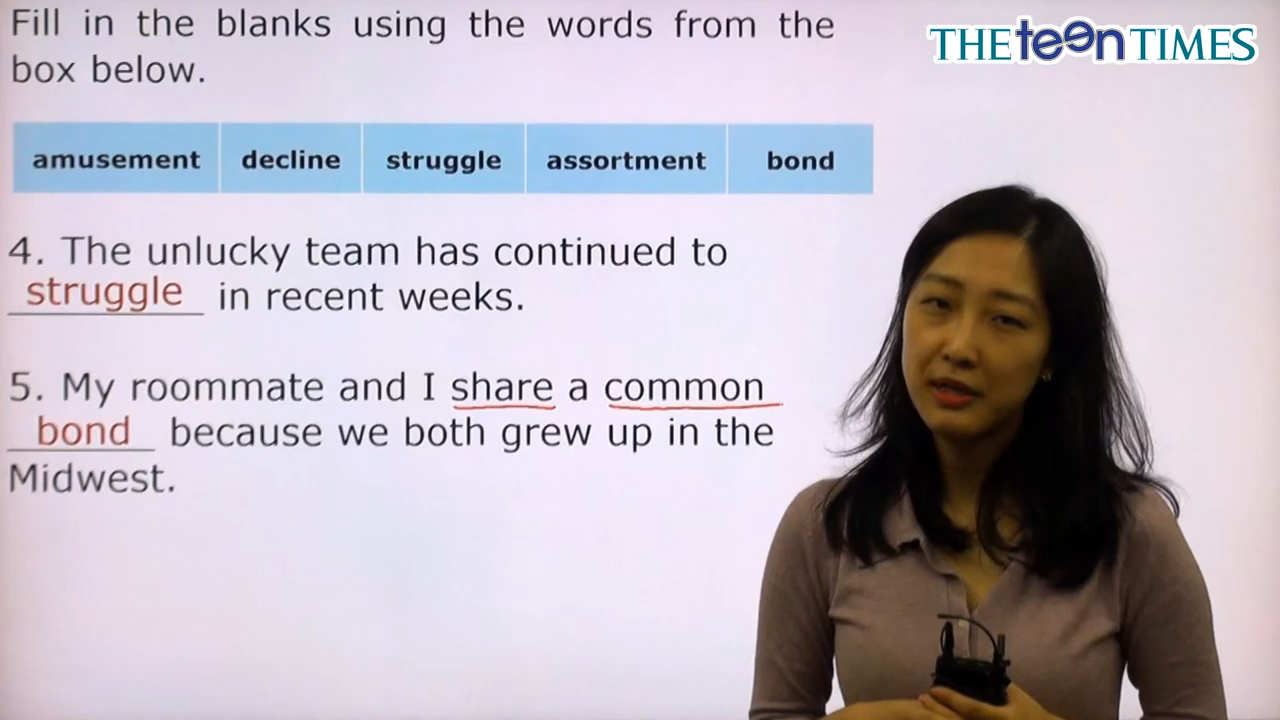 Fill in the blanks using the words from the
box below.
THE teen TIMES
amusement decline struggle assortment bond
4. The unlucky team has continued to
struggle in recent weeks.
5. My roommate and I share a common
bond because we both grew up in the
Midwest.